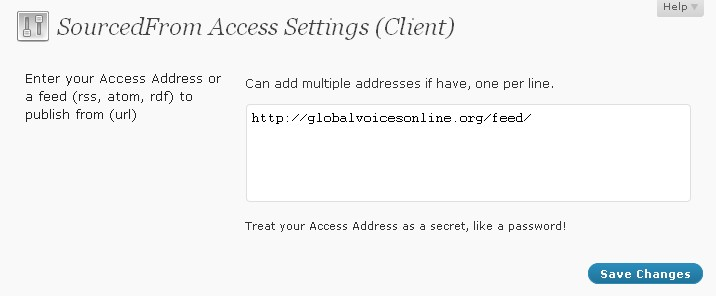 Help
SourcedFrom Access Settings (Client)
Enter your Access Address or
a feed (rss, atom, rdf) to
publish from (url)
Can add multiple addresses if have, one per line.
http://globalvoicesonline.org/feed/
Treat your Access Address as a secret, like a password!
Save Changes